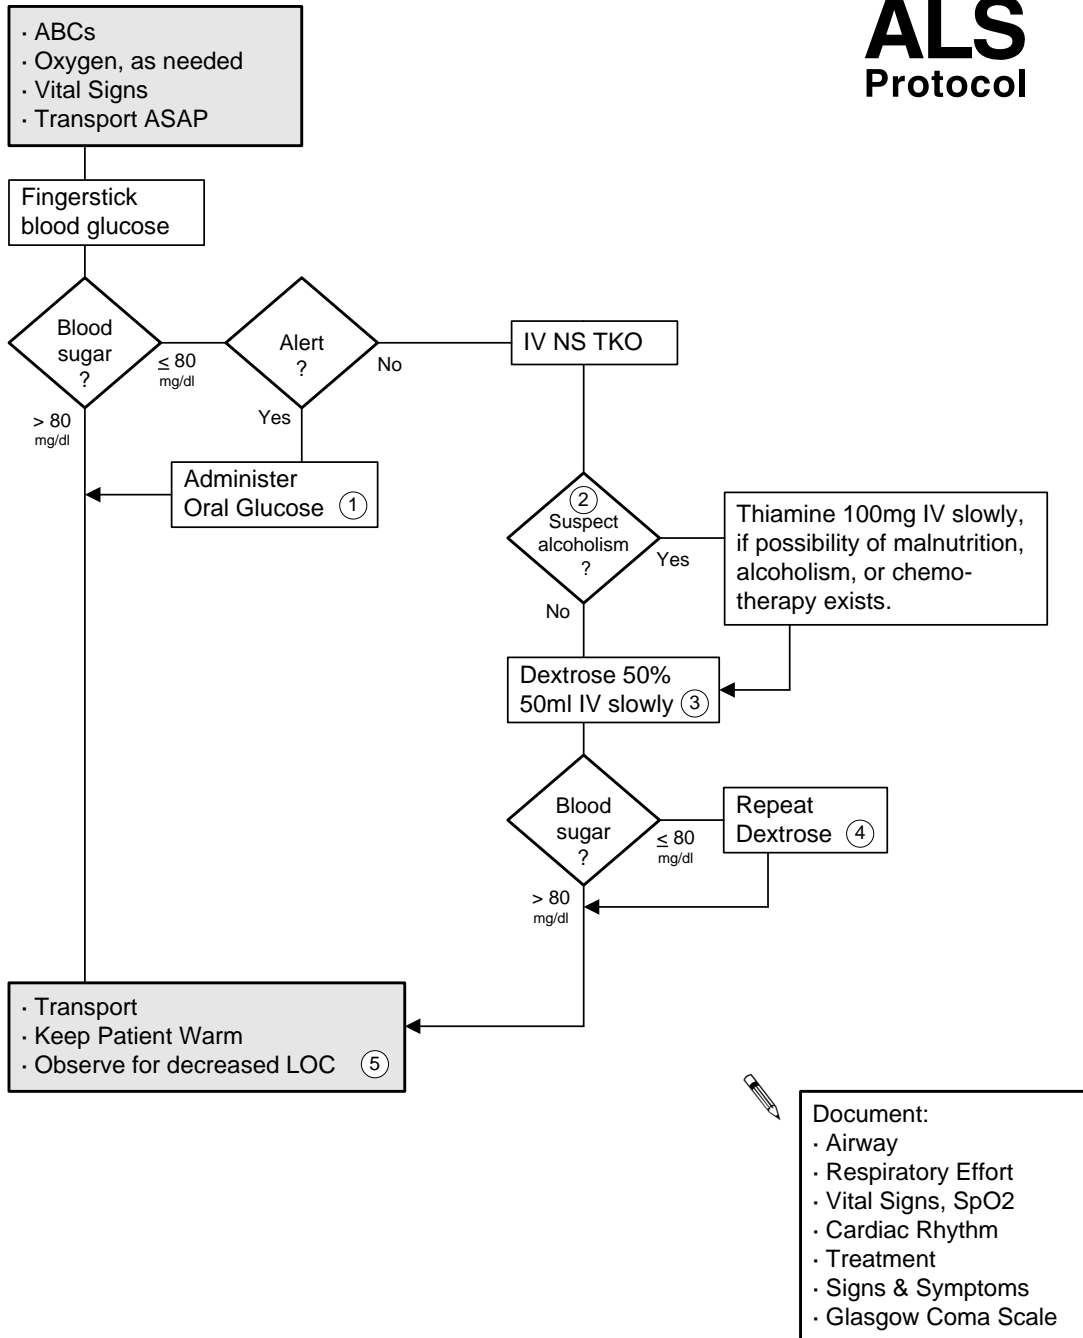 ALS
Protocol
· ABCs
· Oxygen, as needed
· Vital Signs
· Transport ASAP
Fingerstick
blood glucose
Blood
sugar
?
≤ 80
mg/dl
> 80
mg/dl
Alert
?
No
Yes
Administer
Oral Glucose ①
IV NS TKO
②
Suspect
alcoholism
?
Yes
No
Thiamine 100mg IV slowly,
if possibility of malnutrition,
alcoholism, or chemo-
therapy exists.
Dextrose 50%
50ml IV slowly ③
Blood
sugar
?
≤ 80
mg/dl
> 80
mg/dl
Repeat
Dextrose ④
· Transport
· Keep Patient Warm
· Observe for decreased LOC ⑤
Document:
· Airway
· Respiratory Effort
· Vital Signs, SpO2
· Cardiac Rhythm
· Treatment
· Signs & Symptoms
· Glasgow Coma Scale